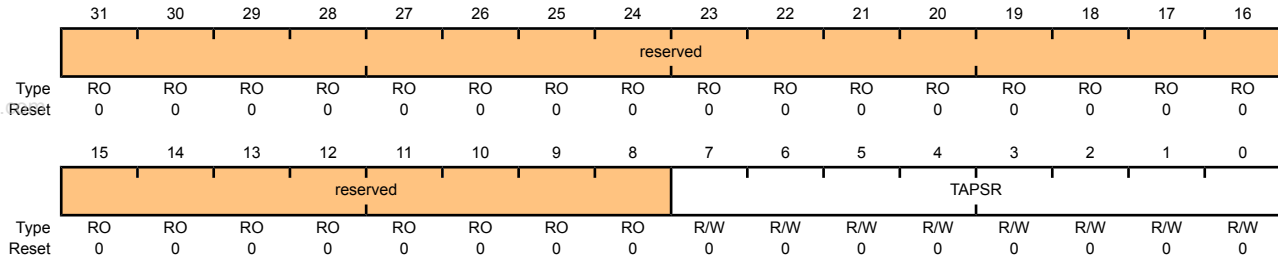 31 30 29 28 27 26 25 24 23 22 21 20 19 18 17 16
reserved
Type RO RO RO RO RO RO RO RO RO RO RO RO RO RO RO RO
Reset 0 0 0 0 0 0 0 0 0 0 0 0 0 0 0 0
15 14 13 12 11 10 9 8 7 6 5 4 3 2 1 0
reserved TAPSR
Type RO RO RO RO RO RO RO RO R/W R/W R/W R/W R/W R/W R/W R/W
Reset 0 0 0 0 0 0 0 0 0 0 0 0 0 0 0 0